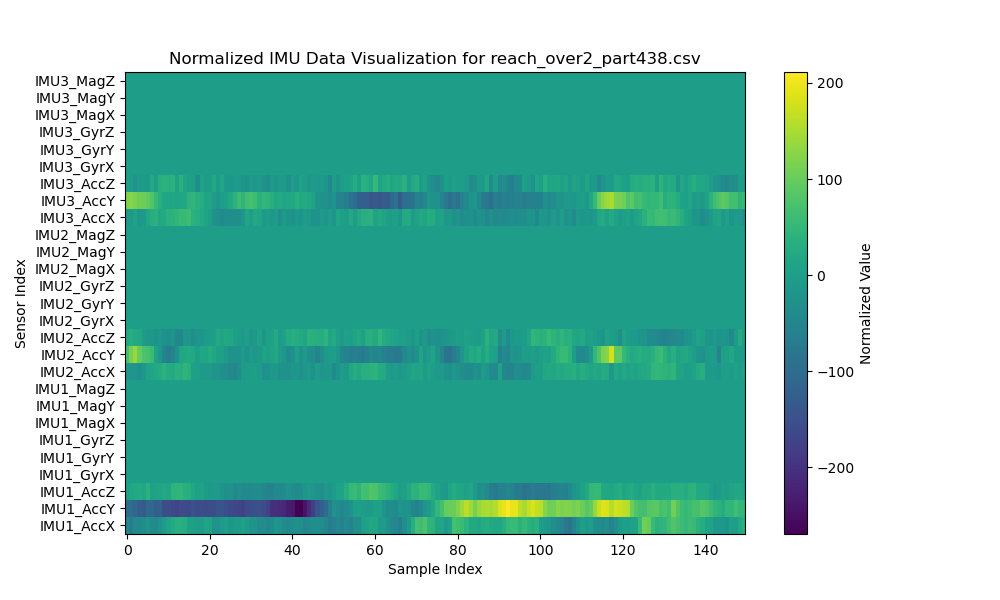 Normalized IMU Data Visualization for reach_over2_part438.csv
IMU3_MagZ
IMU3_MagY
IMU3_MagX
IMU3_GyrZ
IMU3_GyrY
IMU3_GyrX
IMU3_AccZ
IMU3_AccY
IMU3_AccX
IMU2_MagZ
IMU2_MagY
IMU2_MagX
IMU2_GyrZ
IMU2_GyrY
IMU2_GyrX
IMU2_AccZ
IMU2_AccY
IMU2_AccX
IMU1_MagZ
IMU1_MagY
IMU1_MagX
IMU1_GyrZ
IMU1_GyrY
IMU1_GyrX
IMU1_AccZ
IMU1_AccY
IMU1_AccX
Sensor Index
0 20 40 60 80 100 120 140
Sample Index
200
100
0
−100
−200
Normalized Value